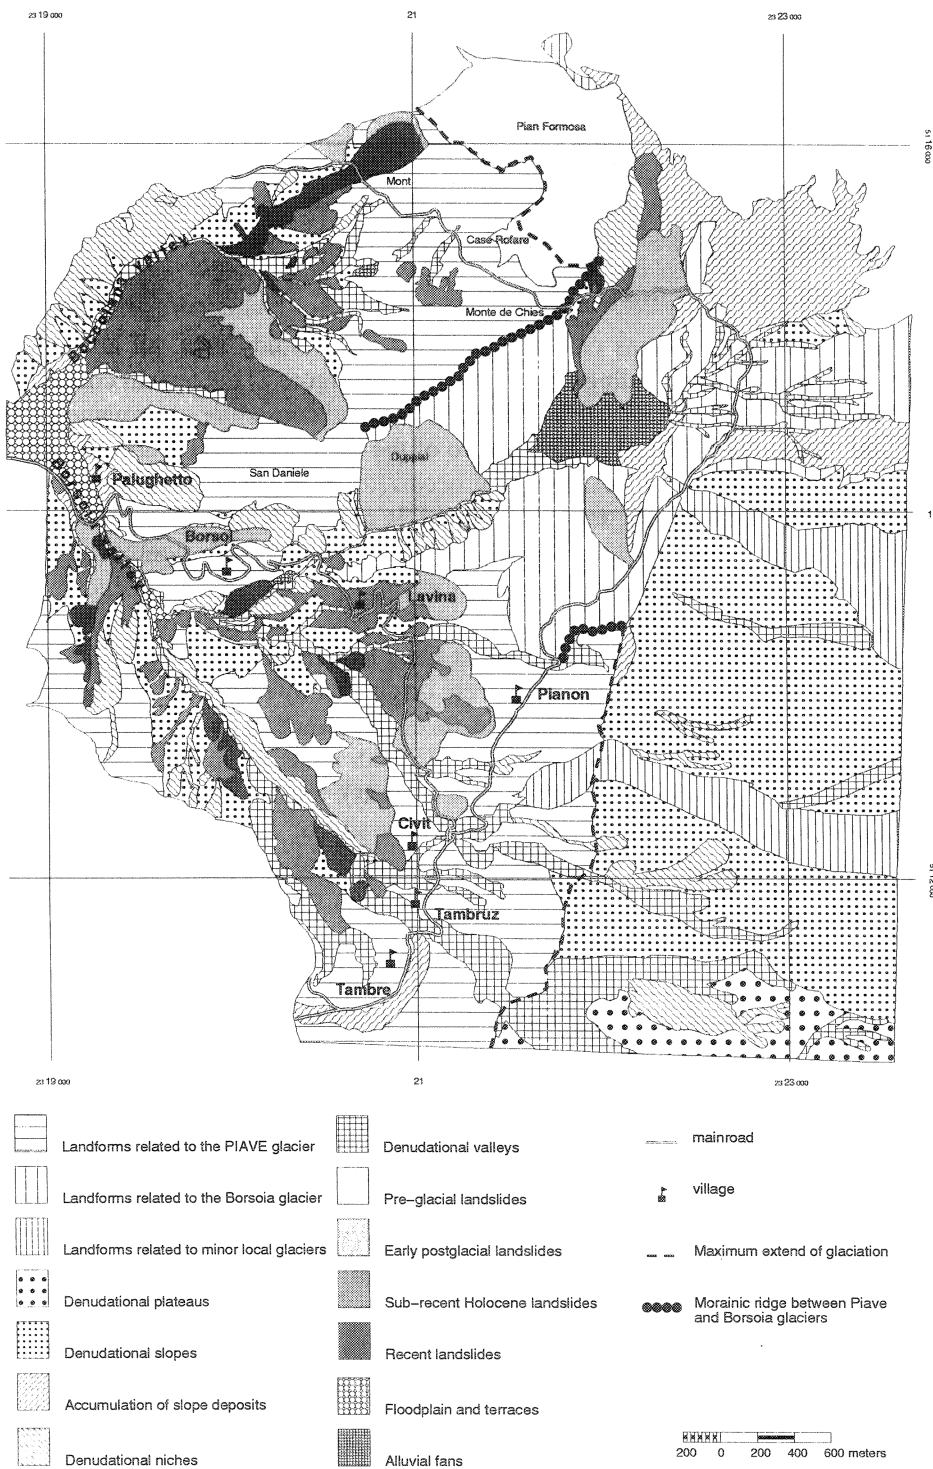 23 19 000
21
23 23 000
Pian Formosa
51 16 000
Mont
Case Rofare
Monte de Chies
San Daniele
Palughetto
Borsoi
Lavina
Planon
Civit
Tambruz
Tambre
23 19 000
21
23 23 000
Landforms related to the PIAVE glacier
Landforms related to the Borsoia glacier
Landforms related to minor local glaciers
Denudational plateaus
Denudational slopes
Accumulation of slope deposits
Denudational niches
Denudational valleys
Pre-glacial landslides
Early postglacial landslides
Sub-recent Holocene landslides
Recent landslides
Floodplain and terraces
Alluvial fans
mainroad
village
Maximum extend of glaciation
Morainic ridge between Piave
and Borsoia glaciers
200 0 200 400 600 meters